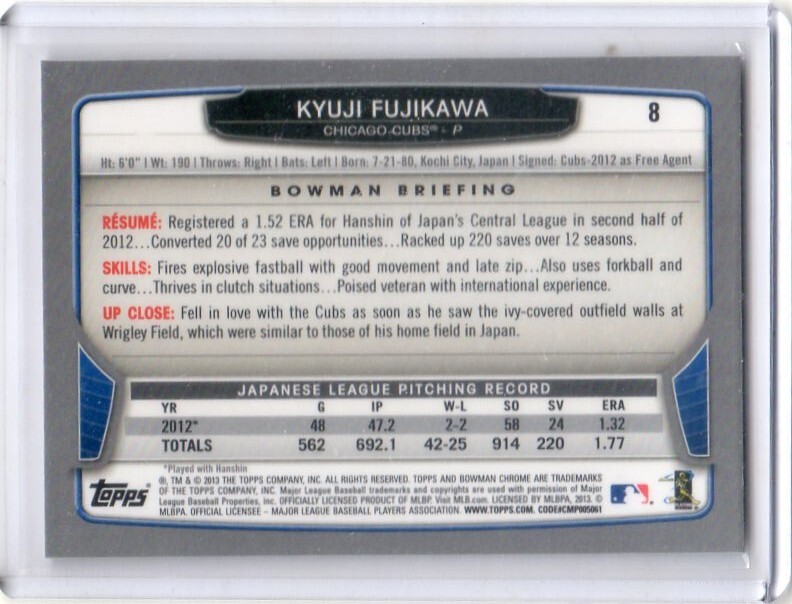 KYUJI FUJIKAWA
8
CHICAGO CUBS® - P
Ht: 6'0" | Wt: 190 | Throws: Right | Bats: Left | Born: 7-21-80, Kochi City, Japan | Signed: Cubs-2012 as Free Agent
BOWMAN BRIEFING
RÉSUMÉ: Registered a 1.52 ERA for Hanshin of Japan's Central League in second half of
2012...Converted 20 of 23 save opportunities...Racked up 220 saves over 12 seasons.
SKILLS: Fires explosive fastball with good movement and late zip...Also uses forkball and
curve...Thrives in clutch situations...Poised veteran with international experience.
UP CLOSE: Fell in love with the Cubs as soon as he saw the ivy-covered outfield walls at
Wrigley Field, which were similar to those of his home field in Japan.
JAPANESE LEAGUE PITCHING RECORD
YR G IP W-L SO SV ERA
2012* 48 47.2 2-2 58 24 1.32
TOTALS 562 692.1 42-25 914 220 1.77
*Played with Hanshin
TOPPS
®, TM & © 2013 THE TOPPS COMPANY, INC. ALL RIGHTS RESERVED. TOPPS AND BOWMAN CHROME ARE TRADEMARKS
OF THE TOPPS COMPANY, INC. Major League Baseball trademarks and copyrights are used with permission of Major
League Baseball Properties, Inc. OFFICIALLY LICENSED PRODUCT OF MLBP. Visit MLB.com. LICENSED BY MLBPA, 2013. ©
MLBPA. OFFICIAL LICENSEE – MAJOR LEAGUE BASEBALL PLAYERS ASSOCIATION. WWW.TOPPS.COM. CODE#CMP005061